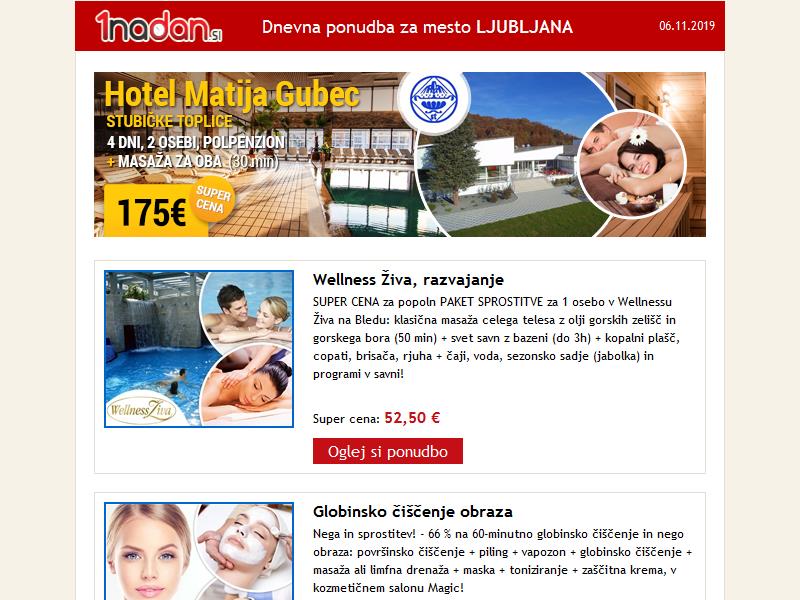 1nadan.si
Dnevna ponudba za mesto LJUBLJANA
06.11.2019
Hotel Matija Gubec
STUBIČKE TOPLICE
4 DNI, 2 OSEBI, POLPENZION
+ MASAŽA ZA OBA (30 min)
175€
SUPER
CENA
Wellness Živa
Wellness Živa, razvajanje
SUPER CENA za popoln PAKET SPROSTITVE za 1 osebo v Wellnessu
Živa na Bledu: klasična masaža celega telesa z olji gorskih zelišč in
gorskega bora (50 min) + svet savn z bazeni (do 3h) + kopalni plašč,
copati, brisača, rjuha + čaji, voda, sezonsko sadje (jabolka) in
programi v savni!
Super cena: 52,50 €
Oglej si ponudbo
Globinsko čiščenje obraza
Nega in sprostitev! - 66 % na 60-minutno globinsko čiščenje in nego
obraza: površinsko čiščenje + piling + vapozon + globinsko čiščenje +
masaža ali limfna drenaža + maska + toniziranje + zaščitna krema, v
kozmetičnem salonu Magic!